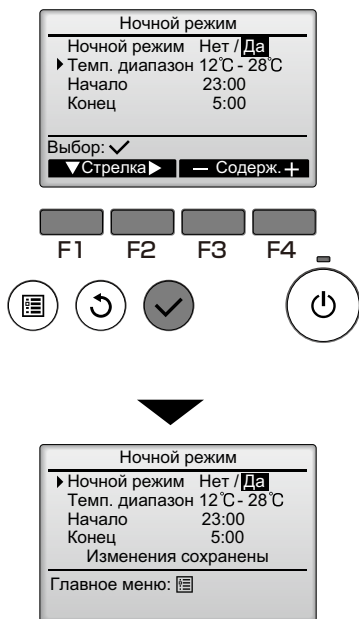 Ночной режим
Ночной режим Нет / Да
Темп. диапазон 12℃ - 28℃
Начало 23:00
Конец 5:00
Выбор: ✓
▼Стрелка▶ — Содерж. +
F1 F2 F3 F4
Ночной режим
Ночной режим Нет / Да
Темп. диапазон 12℃ - 28℃
Начало 23:00
Конец 5:00
Изменения сохранены
Главное меню: